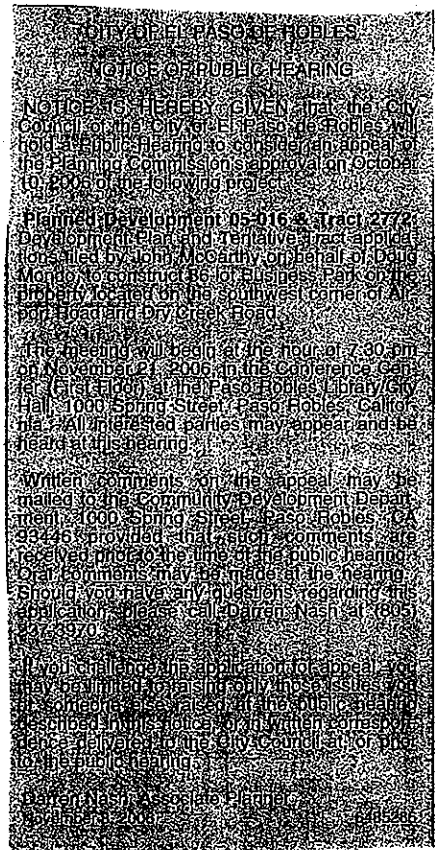 CITY OF EL PASO DE ROBLES
NOTICE OF PUBLIC HEARING
NOTICE IS HEREBY GIVEN that the City
Council of the City of El Paso de Robles will
hold a Public Hearing to consider an appeal of
the Planning Commission's approval on October
10, 2006 of the following project:
Planned Development 05-016 & Tract 2772:
Development Plan and Tentative Tract applica-
tions filed by John McCarthy on behalf of Doug
Mondo, to construct 86 lot Business Park on the
property located on the southwest corner of Air-
port Road and Dry Creek Road.
The meeting will begin at the hour of 7:30 pm
on November 21, 2006, in the Conference Cen-
ter (First Floor) at the Paso Robles Library/City
Hall, 1000 Spring Street, Paso Robles, Califor-
nia. All interested parties may appear and be
heard at this hearing.
Written comments on the appeal may be
mailed to the Community Development Depart-
ment, 1000 Spring Street, Paso Robles, CA
93446 provided that such comments are
received prior to the time of the public hearing.
Oral comments may be made at the hearing.
Should you have any questions regarding this
application, please call Darren Nash at (805)
237-3970.
If you challenge the application for appeal, you
may be limited to raising only those issues you
or someone else raised at the public hearing
described in this notice, or in written correspon-
dence delivered to the City Council at, or prior
to, the public hearing.
Darren Nash, Associate Planner
November 8, 2006 6485286